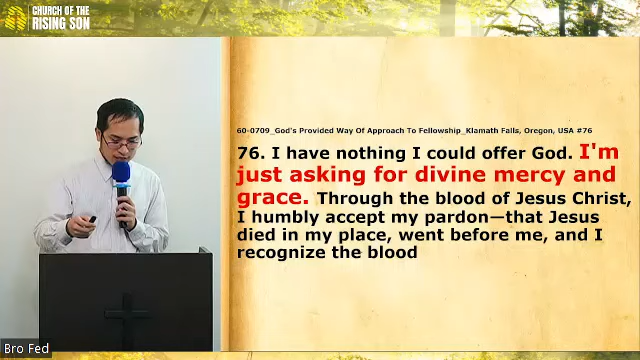 CHURCH OF THE
RISING SON
60-0709_God's Provided Way Of Approach To Fellowship_Klamath Falls, Oregon, USA #76
76. I have nothing I could offer God. I'm
just asking for divine mercy and
grace. Through the blood of Jesus Christ,
I humbly accept my pardon—that Jesus
died in my place, went before me, and I
recognize the blood
Bro Fed